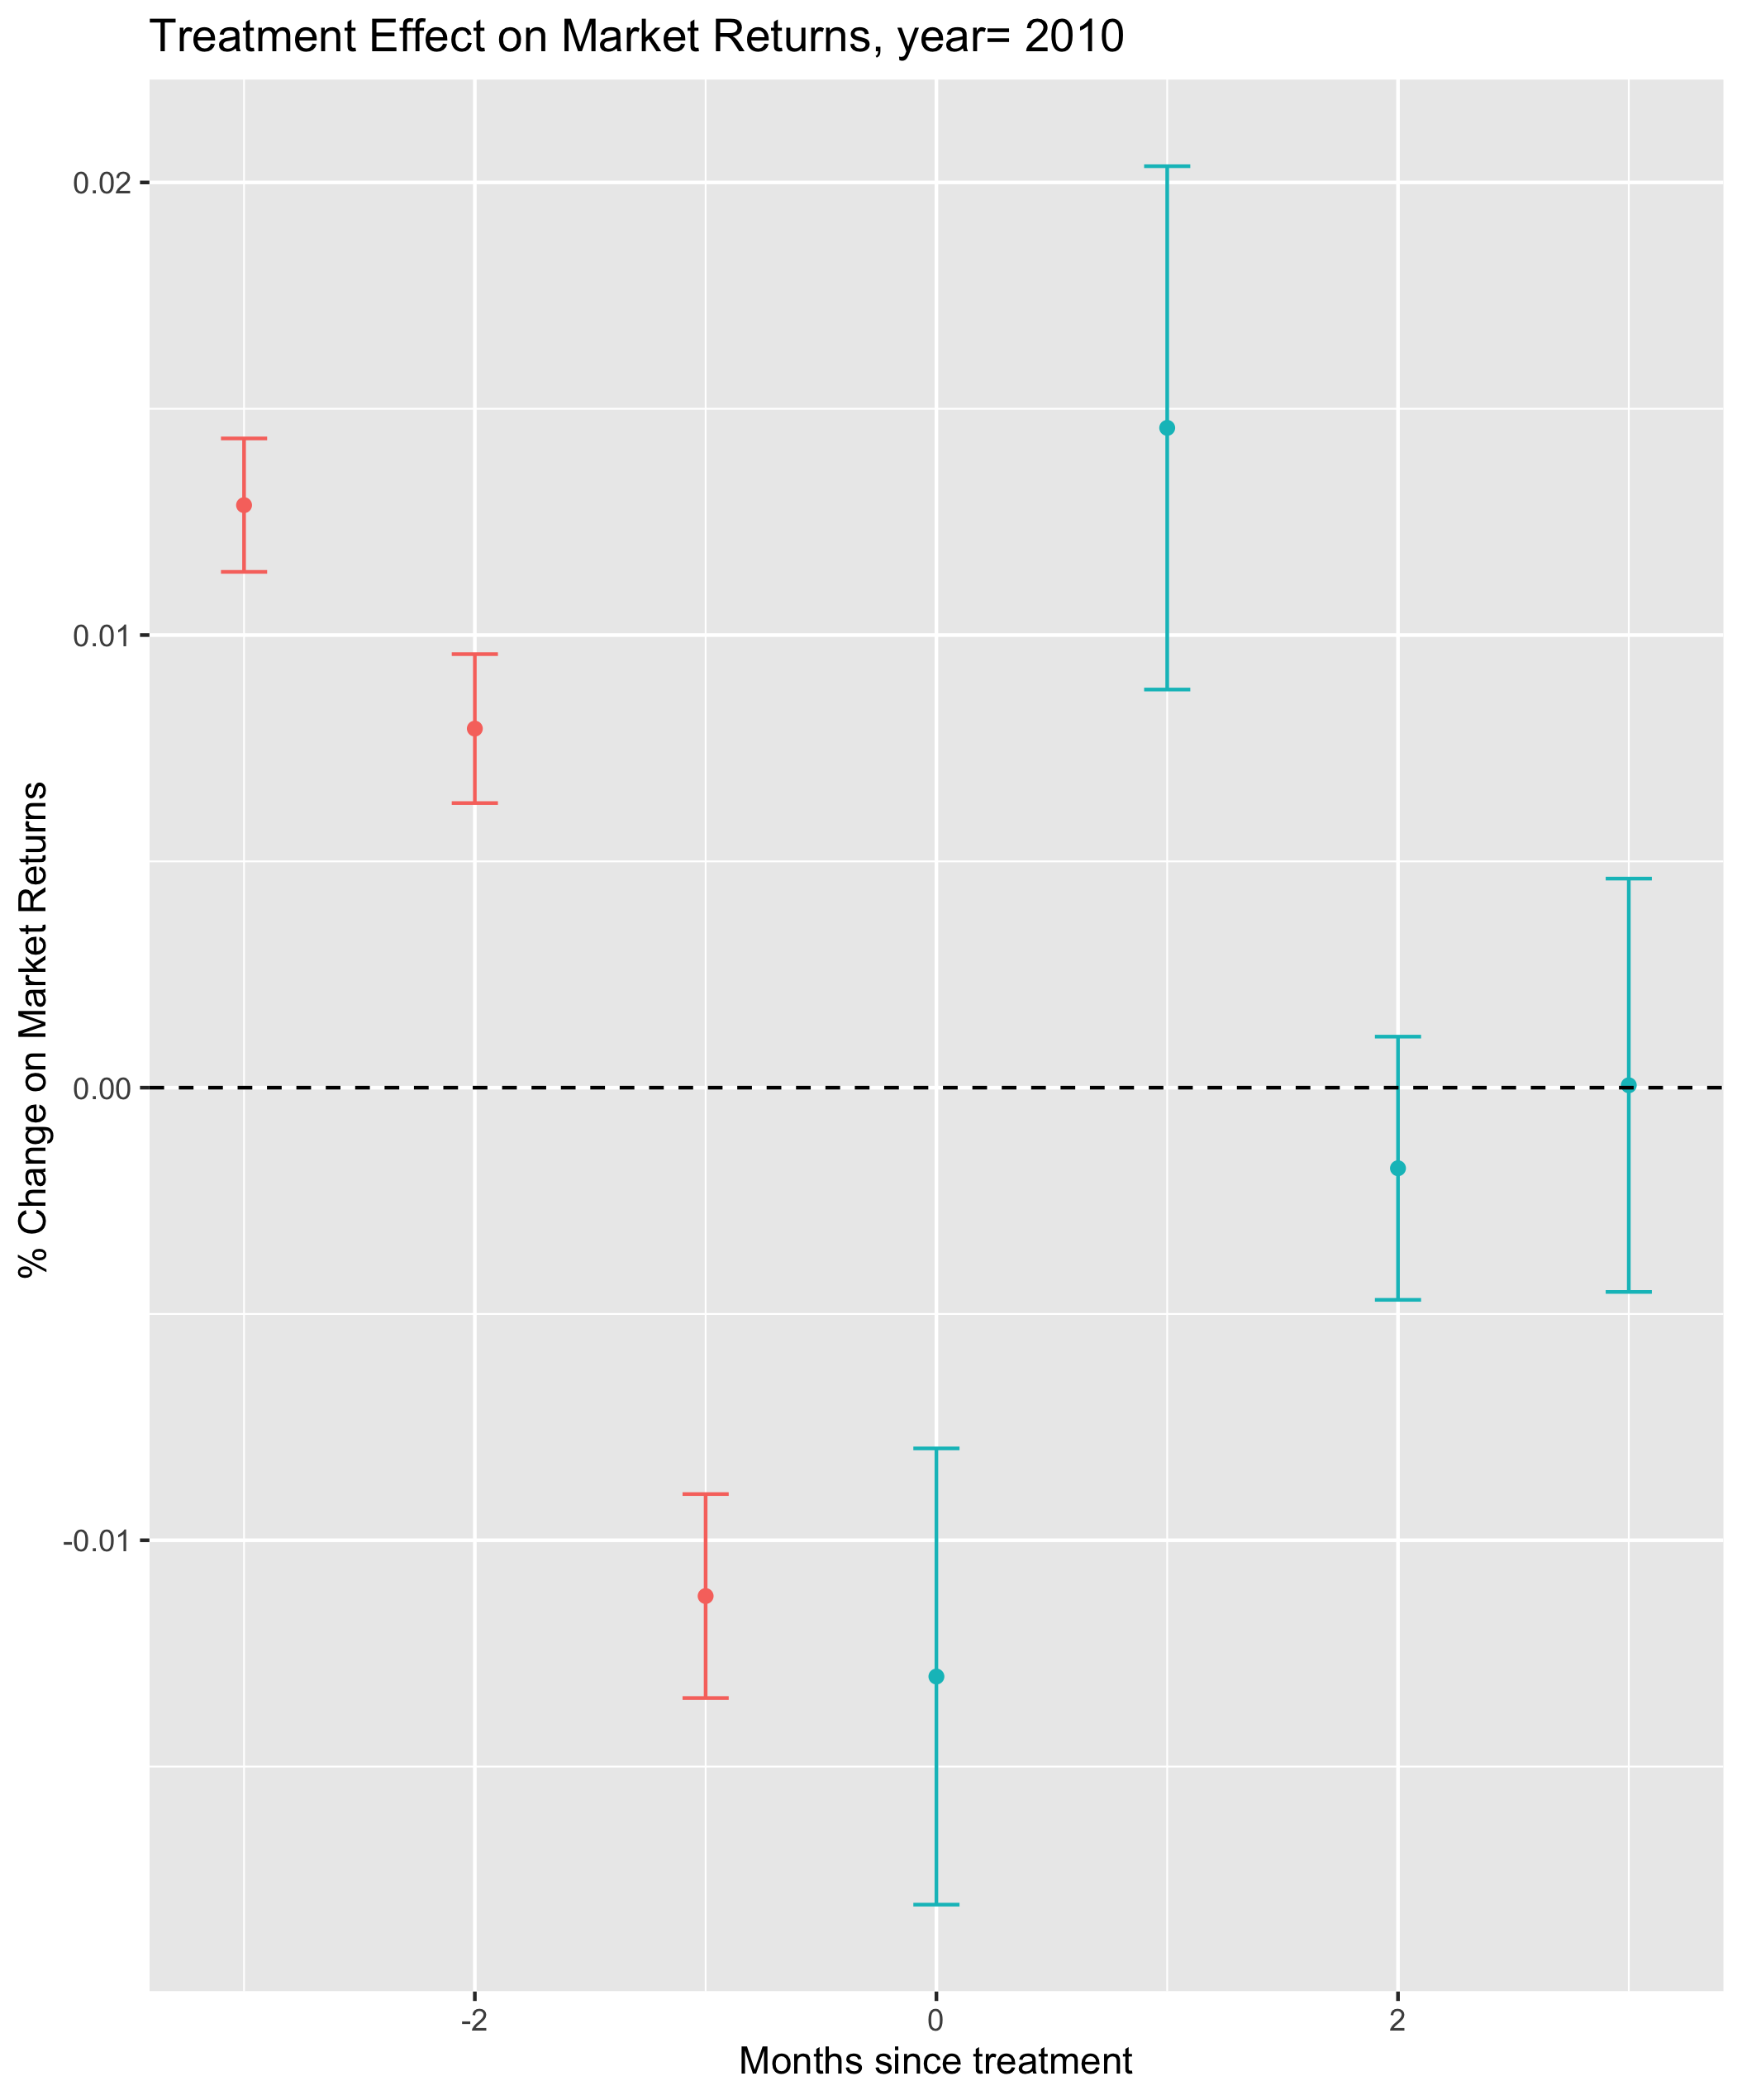 Treatment Effect on Market Returns, year= 2010
% Change on Market Returns
0.02
0.01
0.00
-0.01
-2
0
2
Months since treatment